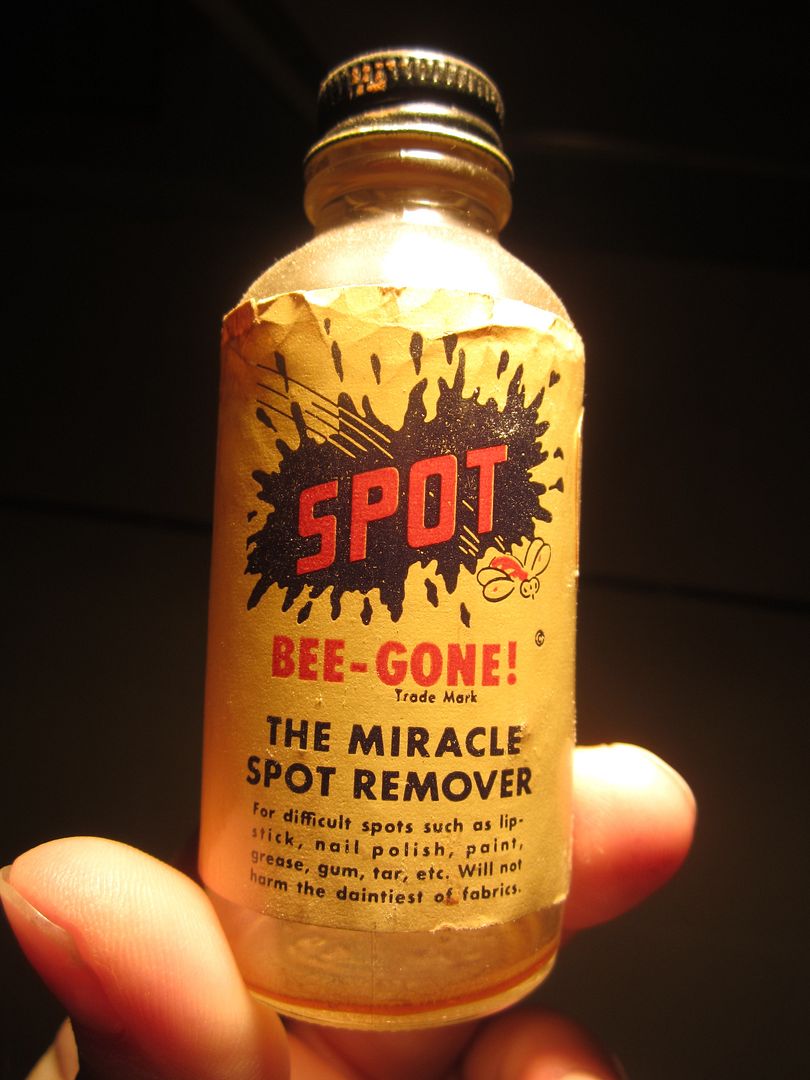 SPOT
BEE-GONE!
©
Trade Mark
THE MIRACLE
SPOT REMOVER
For difficult spots such as lip-
stick, nail polish, paint,
grease, gum, tar, etc. Will not
harm the daintiest of fabrics.